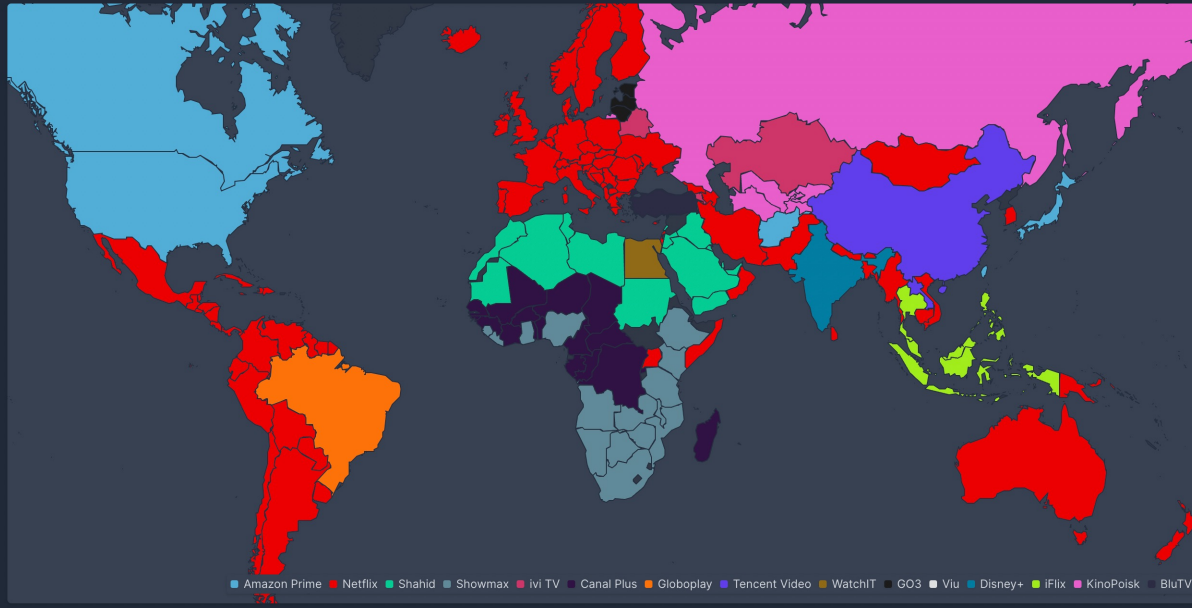 Amazon Prime Netflix Shahid Showmax ivi TV Canal Plus Globoplay Tencent Video WatchIT GO3 Viu Disney+ iFlix KinoPoisk BluTV